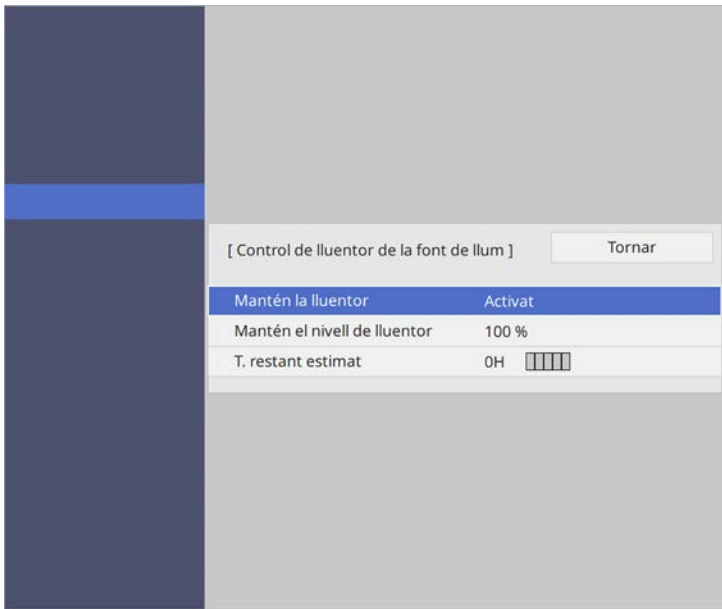 [ Control de lluentor de la font de llum ] Tornar
Mantén la lluentor Activat
Mantén el nivell de lluentor 100 %
T. restant estimat 0H